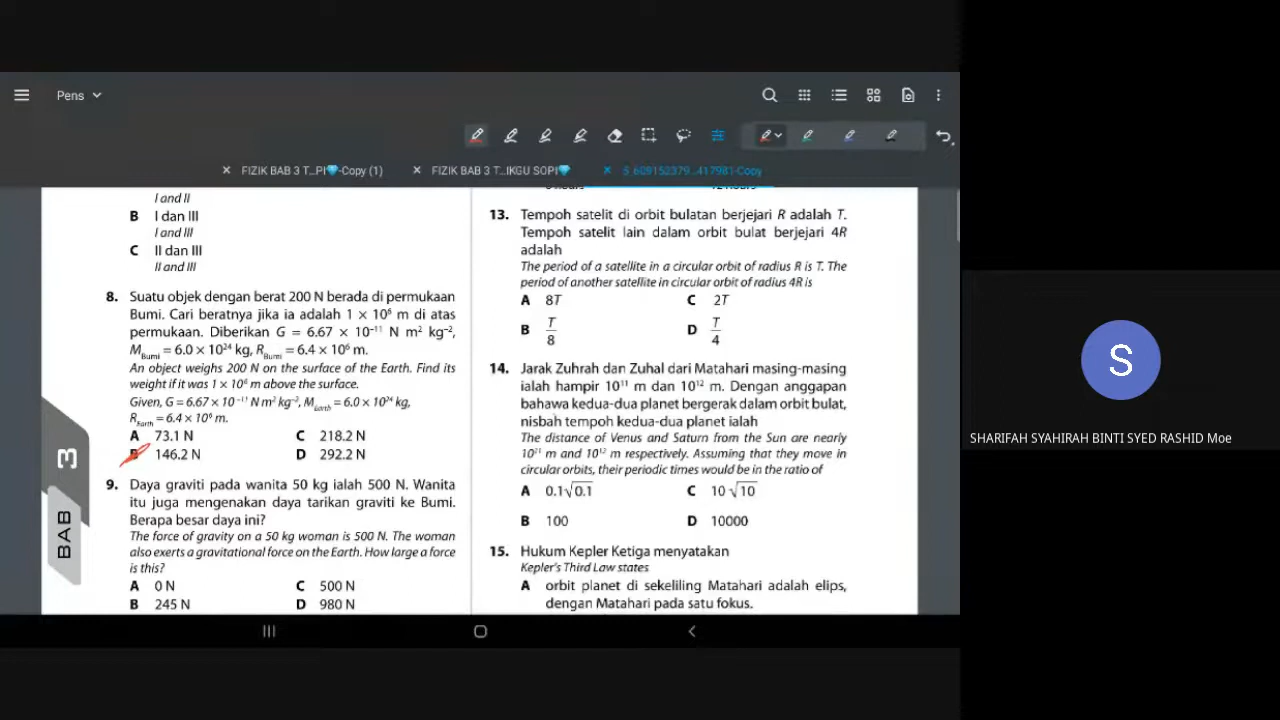 Pens
FIZIK BAB 3 T...PI💎-Copy (1)
FIZIK BAB 3 T...IKGU SOPI💎
S_609152379...417981-Copy
I and II
B I dan III
I and III
C II dan III
II and III
8. Suatu objek dengan berat 200 N berada di permukaan
Bumi. Cari beratnya jika ia adalah 1 × 10⁶ m di atas
permukaan. Diberikan G = 6.67 × 10⁻¹¹ N m² kg⁻²,
M_Bumi = 6.0 × 10²⁴ kg, R_Bumi = 6.4 × 10⁶ m.
An object weighs 200 N on the surface of the Earth. Find its
weight if it was 1 × 10⁶ m above the surface.
Given, G = 6.67 × 10⁻¹¹ N m² kg⁻², M_Earth = 6.0 × 10²⁴ kg,
R_Earth = 6.4 × 10⁶ m.
A 73.1 N C 218.2 N
B 146.2 N D 292.2 N
9. Daya graviti pada wanita 50 kg ialah 500 N. Wanita
itu juga mengenakan daya tarikan graviti ke Bumi.
Berapa besar daya ini?
The force of gravity on a 50 kg woman is 500 N. The woman
also exerts a gravitational force on the Earth. How large a force
is this?
A 0 N C 500 N
B 245 N D 980 N
BAB 3
13. Tempoh satelit di orbit bulatan berjejari R adalah T.
Tempoh satelit lain dalam orbit bulat berjejari 4R
adalah
The period of a satellite in a circular orbit of radius R is T. The
period of another satellite in circular orbit of radius 4R is
A 8T C 2T
B T/8 D T/4
14. Jarak Zuhrah dan Zuhal dari Matahari masing-masing
ialah hampir 10¹¹ m dan 10¹² m. Dengan anggapan
bahawa kedua-dua planet bergerak dalam orbit bulat,
nisbah tempoh kedua-dua planet ialah
The distance of Venus and Saturn from the Sun are nearly
10¹¹ m and 10¹² m respectively. Assuming that they move in
circular orbits, their periodic times would be in the ratio of
A 0.1√0.1 C 10 √10
B 100 D 10000
15. Hukum Kepler Ketiga menyatakan
Kepler's Third Law states
A orbit planet di sekeliling Matahari adalah elips,
dengan Matahari pada satu fokus.
S
SHARIFAH SYAHIRAH BINTI SYED RASHID Moe